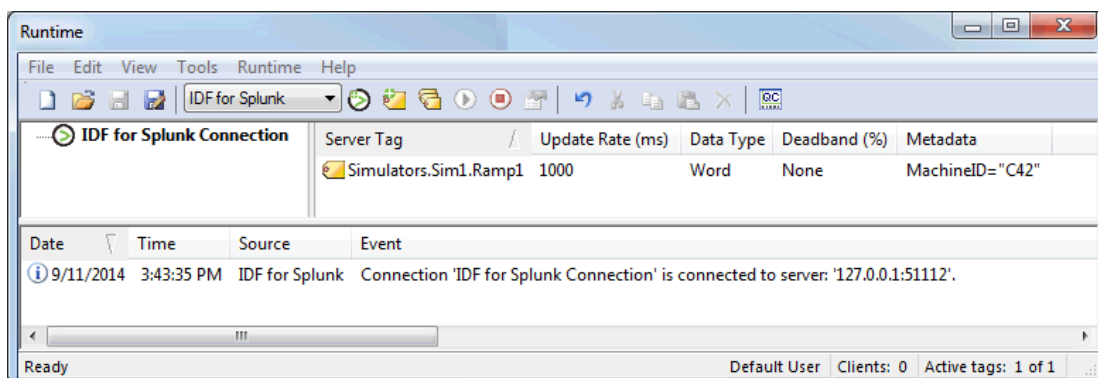 Runtime
File Edit View Tools Runtime Help
IDF for Splunk
QC
IDF for Splunk Connection
Server Tag Update Rate (ms) Data Type Deadband (%) Metadata
Simulators.Sim1.Ramp1 1000 Word None MachineID="C42"
Date Time Source Event
9/11/2014 3:43:35 PM IDF for Splunk Connection 'IDF for Splunk Connection' is connected to server: '127.0.0.1:51112'.
Ready Default User Clients: 0 Active tags: 1 of 1